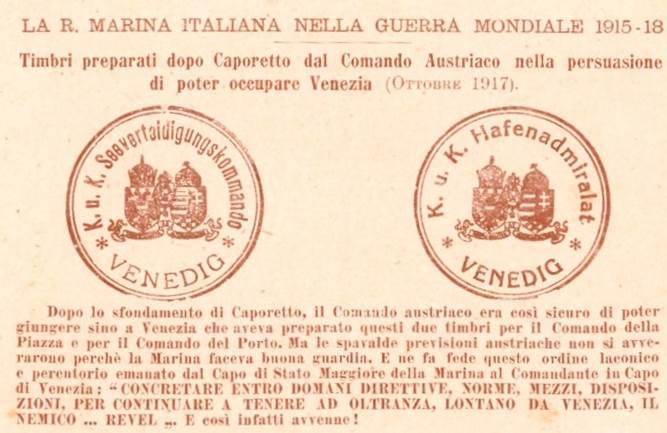 LA R. MARINA ITALIANA NELLA GUERRA MONDIALE 1915-18
Timbri preparati dopo Caporetto dal Comando Austriaco nella persuasione
di poter occupare Venezia (OTTOBRE 1917).
K. u. K. Seeverteidigungskommando
* VENEDIG *
K. u. K. Hafenadmiralat
* VENEDIG *
Dopo lo sfondamento di Caporetto, il Comando austriaco era così sicuro di poter
giungere sino a Venezia che aveva preparato questi due timbri per il Comando della
Piazza e per il Comando del Porto. Ma le spavalde previsioni austriache non si avve-
rarono perchè la Marina faceva buona guardia. E ne fa fede questo ordine laconico
e perentorio emanato dal Capo di Stato Maggiore della Marina al Comandante in Capo
di Venezia: "CONCRETARE ENTRO DOMANI DIRETTIVE, NORME, MEZZI, DISPOSI-
ZIONI, PER CONTINUARE A TENERE AD OLTRANZA, LONTANO DA VENEZIA, IL
NEMICO ... REVEL „. E così infatti avvenne!